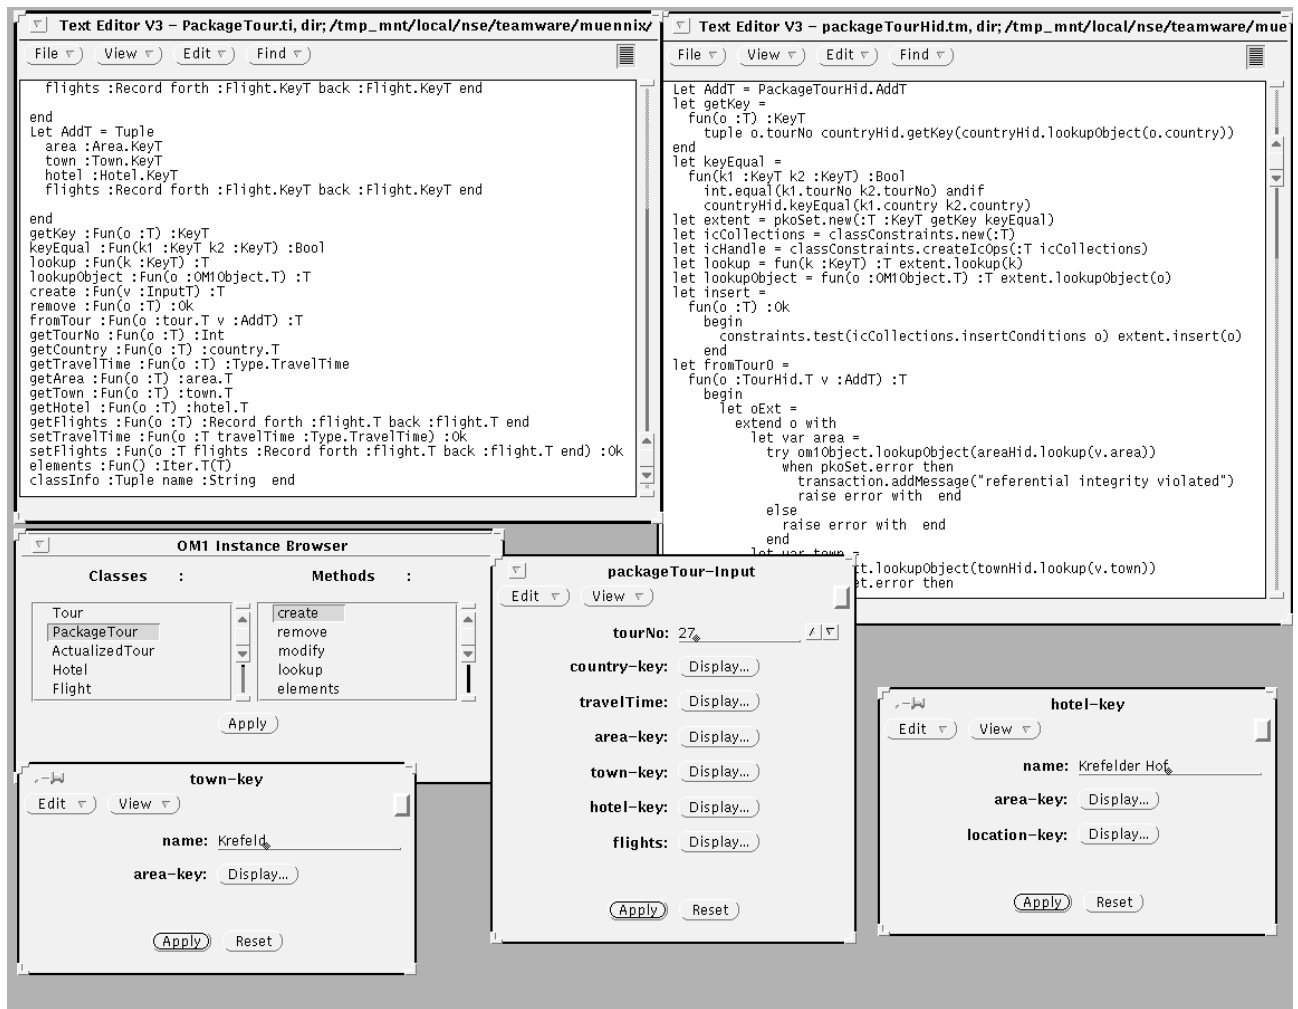 Text Editor V3 – PackageTour.ti, dir; /tmp_mnt/local/nse/teamware/muennix/
File View Edit Find
flights :Record forth :Flight.KeyT back :Flight.KeyT end
end
Let AddT = Tuple
area :Area.KeyT
town :Town.KeyT
hotel :Hotel.KeyT
flights :Record forth :Flight.KeyT back :Flight.KeyT end
end
getKey :Fun(o :T) :KeyT
keyEqual :Fun(k1 :KeyT k2 :KeyT) :Bool
lookup :Fun(k :KeyT) :T
lookupObject :Fun(o :OM1Object.T) :T
create :Fun(v :InputT) :T
remove :Fun(o :T) :Ok
fromTour :Fun(o :tour.T v :AddT) :T
getTourNo :Fun(o :T) :Int
getCountry :Fun(o :T) :country.T
getTravelTime :Fun(o :T) :Type.TravelTime
getArea :Fun(o :T) :area.T
getTown :Fun(o :T) :town.T
getHotel :Fun(o :T) :hotel.T
getFlights :Fun(o :T) :Record forth :flight.T back :flight.T end
setTravelTime :Fun(o :T travelTime :Type.TravelTime) :Ok
setFlights :Fun(o :T flights :Record forth :flight.T back :flight.T end) :Ok
elements :Fun() :Iter.T(T)
classInfo :Tuple name :String  end
Text Editor V3 – packageTourHid.tm, dir; /tmp_mnt/local/nse/teamware/mue
File View Edit Find
Let AddT = PackageTourHid.AddT
let getKey =
fun(o :T) :KeyT
tuple o.tourNo countryHid.getKey(countryHid.lookupObject(o.country))
end
let keyEqual =
fun(k1 :KeyT k2 :KeyT) :Bool
int.equal(k1.tourNo k2.tourNo) andif
countryHid.keyEqual(k1.country k2.country)
let extent = pkoSet.new(:T :KeyT getKey keyEqual)
let icCollections = classConstraints.new(:T)
let icHandle = classConstraints.createIcOps(:T icCollections)
let lookup = fun(k :KeyT) :T extent.lookup(k)
let lookupObject = fun(o :OM1Object.T) :T extent.lookupObject(o)
let insert =
fun(o :T) :Ok
begin
constraints.test(icCollections.insertConditions o) extent.insert(o)
end
let fromTour0 =
fun(o :TourHid.T v :AddT) :T
begin
let oExt =
extend o with
let var area =
try om1Object.lookupObject(areaHid.lookup(v.area))
when pkoSet.error then
transaction.addMessage("referential integrity violated")
raise error with  end
else
raise error with  end
end
let var town =
t.lookupObject(townHid.lookup(v.town))
t.error then
OM1 Instance Browser
Classes : Methods :
Tour create
PackageTour remove
ActualizedTour modify
Hotel lookup
Flight elements
Apply
packageTour–Input
Edit View
tourNo: 27
country–key: Display...
travelTime: Display...
area–key: Display...
town–key: Display...
hotel–key: Display...
flights: Display...
Apply Reset
hotel–key
Edit View
name: Krefelder Hof
area–key: Display...
location–key: Display...
Apply Reset
town–key
Edit View
name: Krefeld
area–key: Display...
Apply Reset